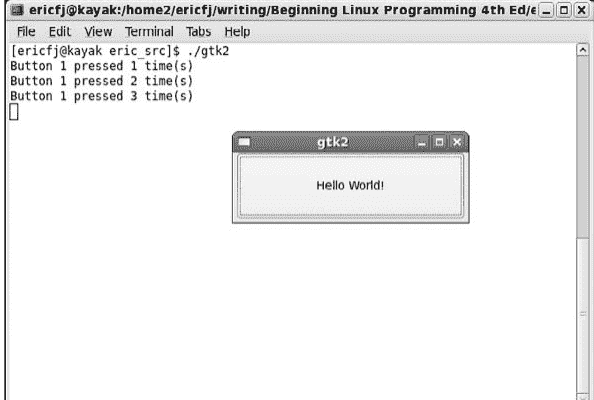 ericfj@kayak:/home2/ericfj/writing/Beginning Linux Programming 4th Ed/e
File Edit View Terminal Tabs Help
[ericfj@kayak eric_src]$ ./gtk2
Button 1 pressed 1 time(s)
Button 1 pressed 2 time(s)
Button 1 pressed 3 time(s)
gtk2
Hello World!